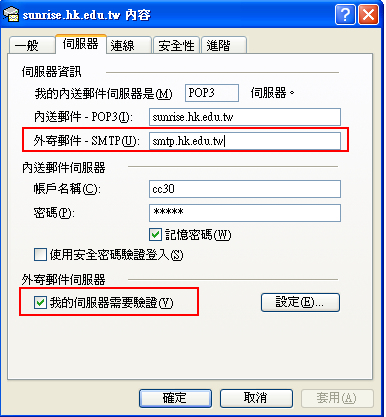 sunrise.hk.edu.tw 內容
一般 伺服器 連線 安全性 進階
伺服器資訊
我的內送郵件伺服器是(M) POP3 伺服器。
內送郵件 - POP3(I): sunrise.hk.edu.tw
外寄郵件 - SMTP(U): smtp.hk.edu.tw
內送郵件伺服器
帳戶名稱(C): cc30
密碼(P): *****
記憶密碼(W)
使用安全密碼驗證登入(S)
外寄郵件伺服器
我的伺服器需要驗證(V) 設定(E)...
確定 取消 套用(A)